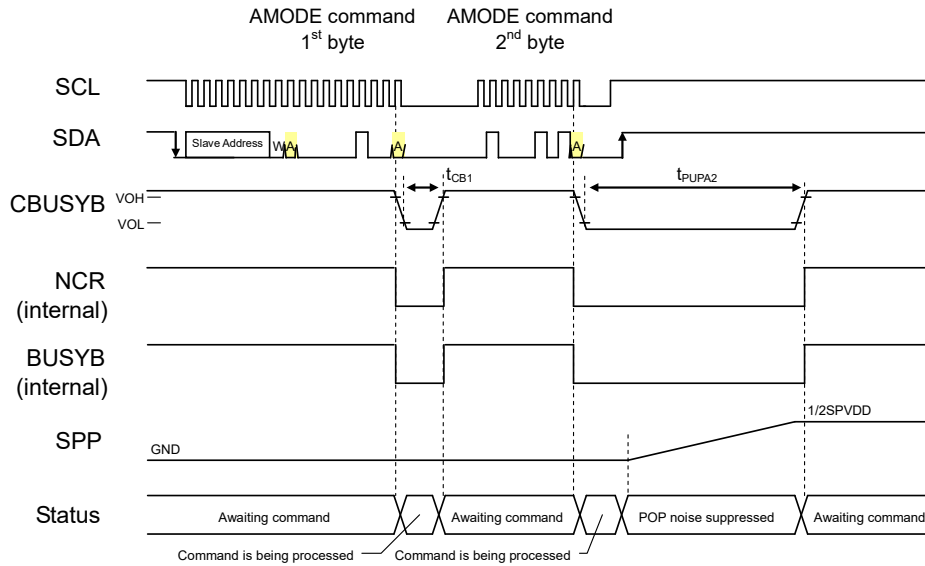 AMODE command
1st byte
AMODE command
2nd byte
SCL
SDA
Slave Address
W
A
A
A
tCB1
tPUPA2
CBUSYB
VOH
VOL
NCR
(internal)
BUSYB
(internal)
SPP
GND
1/2SPVDD
Status
Awaiting command
Awaiting command
POP noise suppressed
Awaiting command
Command is being processed
Command is being processed